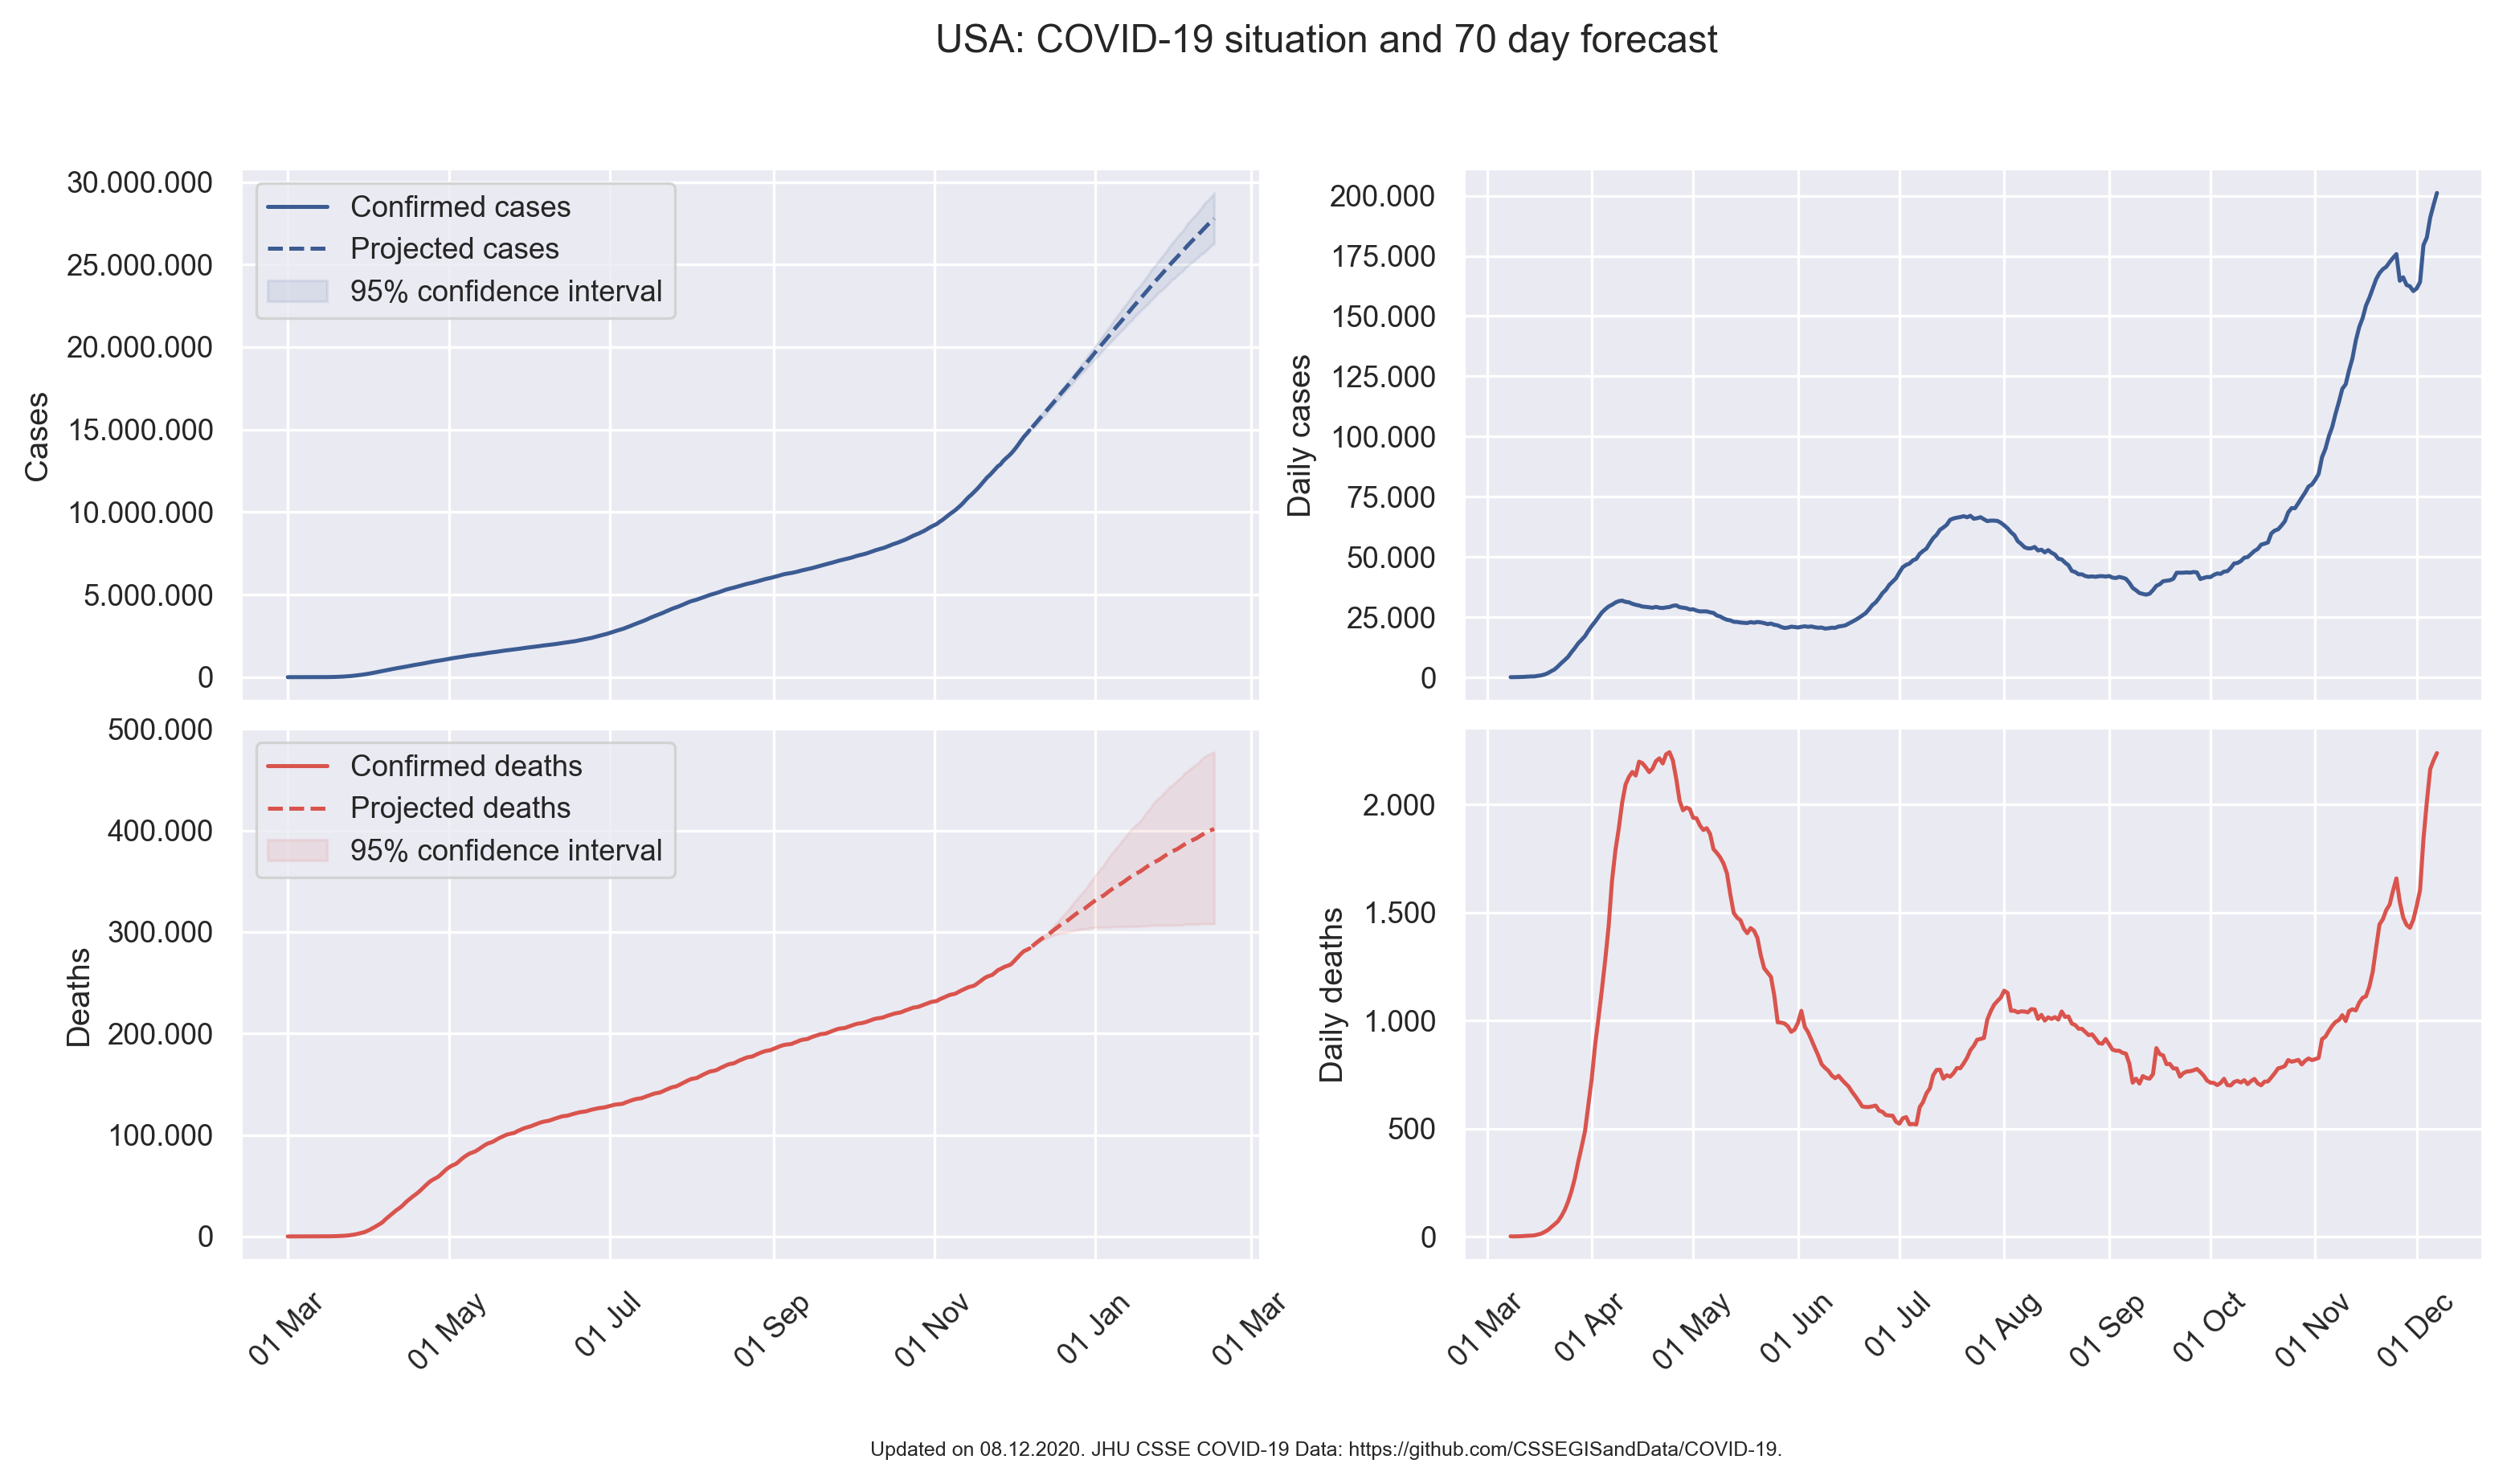 USA: COVID-19 situation and 70 day forecast
30.000.000
25.000.000
20.000.000
15.000.000
10.000.000
5.000.000
0
Cases
Confirmed cases
Projected cases
95% confidence interval
200.000
175.000
150.000
125.000
100.000
75.000
50.000
25.000
0
Daily cases
500.000
400.000
300.000
200.000
100.000
0
Deaths
Confirmed deaths
Projected deaths
95% confidence interval
01 Mar
01 May
01 Jul
01 Sep
01 Nov
01 Jan
01 Mar
2.000
1.500
1.000
500
0
Daily deaths
01 Mar
01 Apr
01 May
01 Jun
01 Jul
01 Aug
01 Sep
01 Oct
01 Nov
01 Dec
Updated on 08.12.2020. JHU CSSE COVID-19 Data: https://github.com/CSSEGISandData/COVID-19.